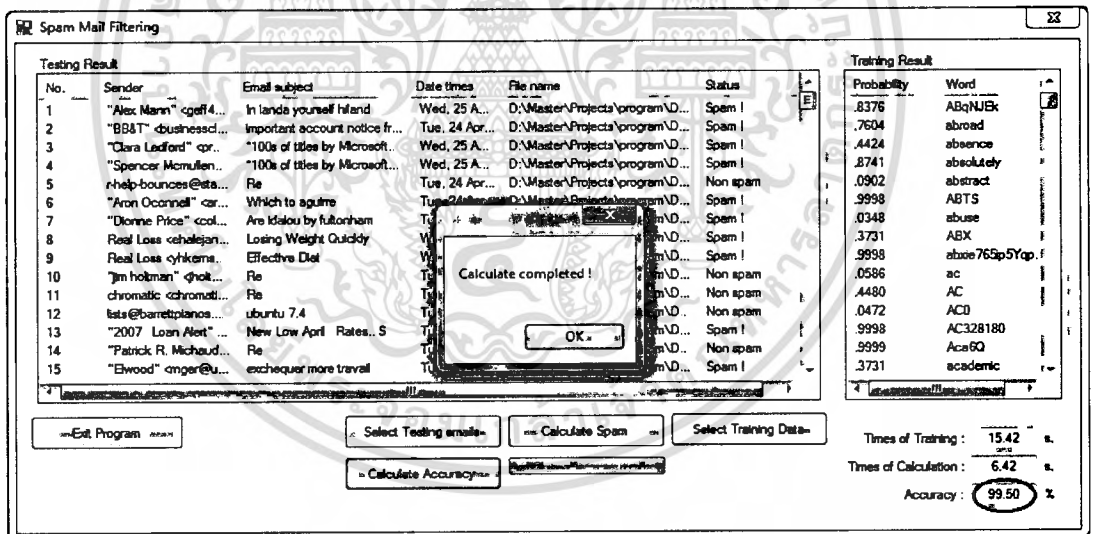 Spam Mail Filtering
Testing Result
No. Sender Email subject Date times File name Status
1 "Alex Mann" <geff4... In landa yourself hiland Wed, 25 A... D:\Master\Projects\program\D... Spam !
2 "BB&T" <businesscl... Important account notice fr... Tue, 24 Apr... D:\Master\Projects\program\D... Spam !
3 "Clara Ledford" <pr... "100s of titles by Microsoft... Wed, 25 A... D:\Master\Projects\program\D... Spam !
4 "Spencer Mcmullen... "100s of titles by Microsoft... Wed, 25 A... D:\Master\Projects\program\D... Spam !
5 r-help-bounces@sta... Re Tue, 24 Apr... D:\Master\Projects\program\D... Non spam
6 "Aron Oconnell" <ar... Which to aguirre Spam !
7 "Dionne Price" <col... Are Idalou by fultonham m\D... Spam !
8 Real Loss <ehalejan... Losing Weight Quickly m\D... Spam !
9 Real Loss <yhkems... Effective Diet m\D... Spam !
10 "jim holtman" <jholt... Re m\D... Non spam
11 chromatic <chromati... Re m\D... Non spam
12 lists@barrettpianos.... ubuntu 7.4 m\D... Non spam
13 "2007 Loan Alert" ... New Low April Rates.. S m\D... Spam !
14 "Patrick R. Michaud... Re m\D... Non spam
15 "Elwood" <mger@u... exchequer more travail m\D... Spam !
Calculate completed !
OK
Training Result
Probability Word
.8376 ABqNJEk
.7604 abroad
.4424 absence
.8741 absolutely
.0902 abstract
.9998 ABTS
.0348 abuse
.3731 ABX
.9998 abxie765ip5Yqp.
.0586 ac
.4480 AC
.0472 AC0
.9998 AC328180
.9999 Aca6Q
.3731 academic
Exit Program
Select Testing emails
Calculate Spam
Select Training Data
Calculate Accuracy
Times of Training : 15.42 s.
Times of Calculation : 6.42 s.
Accuracy : 99.50 %